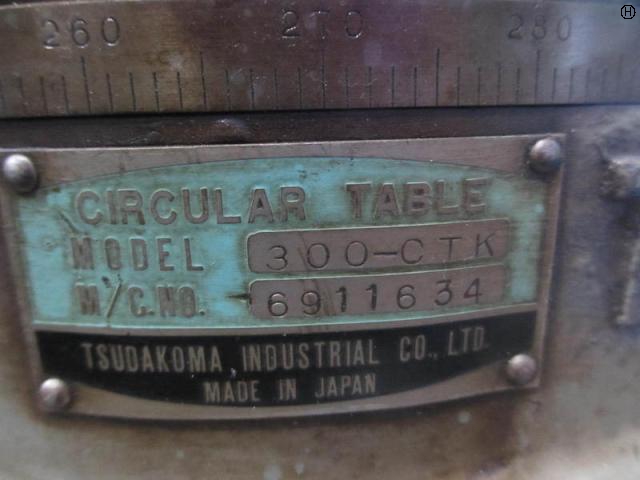 260 270 280
CIRCULAR TABLE
MODEL 300-CTK
M/C.NO. 6911634
TSUDAKOMA INDUSTRIAL CO., LTD.
MADE IN JAPAN
H